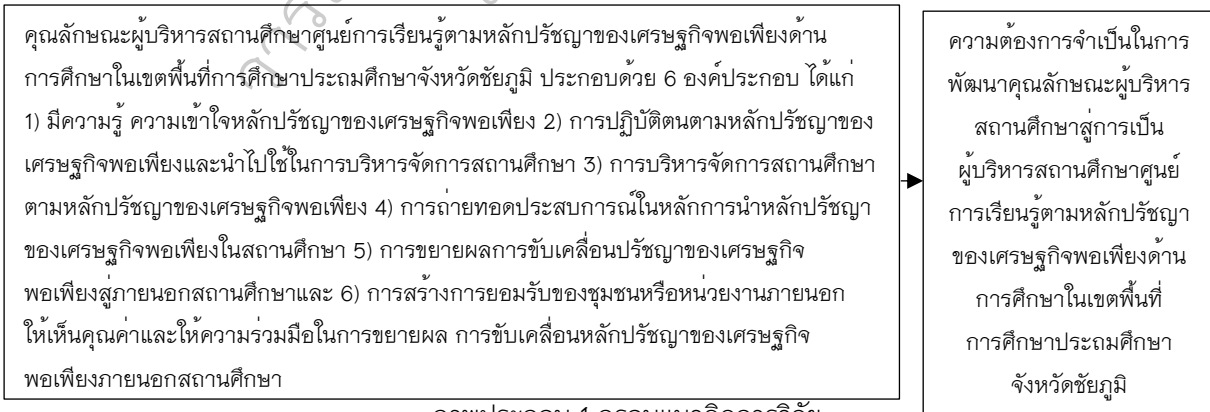 คุณลักษณะผู้บริหารสถานศึกษาศูนย์การเรียนรู้ตามหลักปรัชญาของเศรษฐกิจพอเพียงด้าน
การศึกษาในเขตพื้นที่การศึกษาประถมศึกษาจังหวัดชัยภูมิ ประกอบด้วย 6 องค์ประกอบ ได้แก่
1) มีความรู้ ความเข้าใจหลักปรัชญาของเศรษฐกิจพอเพียง 2) การปฏิบัติตนตามหลักปรัชญาของ
เศรษฐกิจพอเพียงและนำไปใช้ในการบริหารจัดการสถานศึกษา 3) การบริหารจัดการสถานศึกษา
ตามหลักปรัชญาของเศรษฐกิจพอเพียง 4) การถ่ายทอดประสบการณ์ในหลักการนำหลักปรัชญา
ของเศรษฐกิจพอเพียงในสถานศึกษา 5) การขยายผลการขับเคลื่อนปรัชญาของเศรษฐกิจ
พอเพียงสู่ภายนอกสถานศึกษาและ 6) การสร้างการยอมรับของชุมชนหรือหน่วยงานภายนอก
ให้เห็นคุณค่าและให้ความร่วมมือในการขยายผล การขับเคลื่อนหลักปรัชญาของเศรษฐกิจ
พอเพียงภายนอกสถานศึกษา
ความต้องการจำเป็นในการ
พัฒนาคุณลักษณะผู้บริหาร
สถานศึกษาสู่การเป็น
ผู้บริหารสถานศึกษาศูนย์
การเรียนรู้ตามหลักปรัชญา
ของเศรษฐกิจพอเพียงด้าน
การศึกษาในเขตพื้นที่
การศึกษาประถมศึกษา
จังหวัดชัยภูมิ